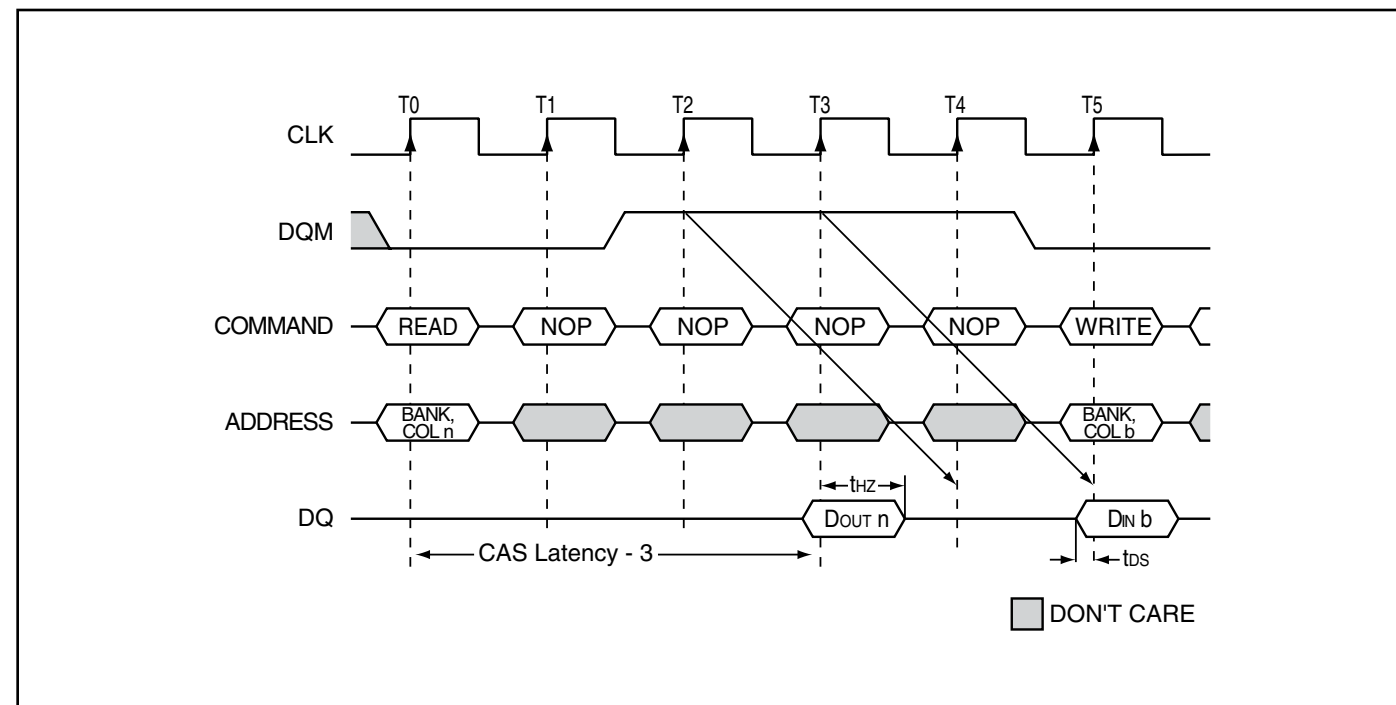 T0 T1 T2 T3 T4 T5
CLK
DQM
COMMAND READ NOP NOP NOP NOP WRITE
ADDRESS BANK, COL n BANK, COL b
DQ tHZ DOUT n DIN b
CAS Latency - 3 tDS
DON'T CARE